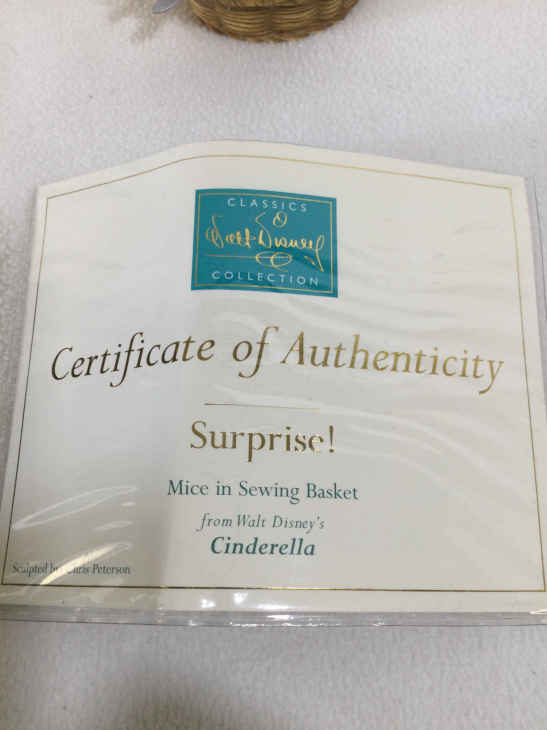 CLASSICS
Walt Disney
COLLECTION
Certificate of Authenticity
Surprise!
Mice in Sewing Basket
from Walt Disney's
Cinderella
Sculpted by Chris Peterson